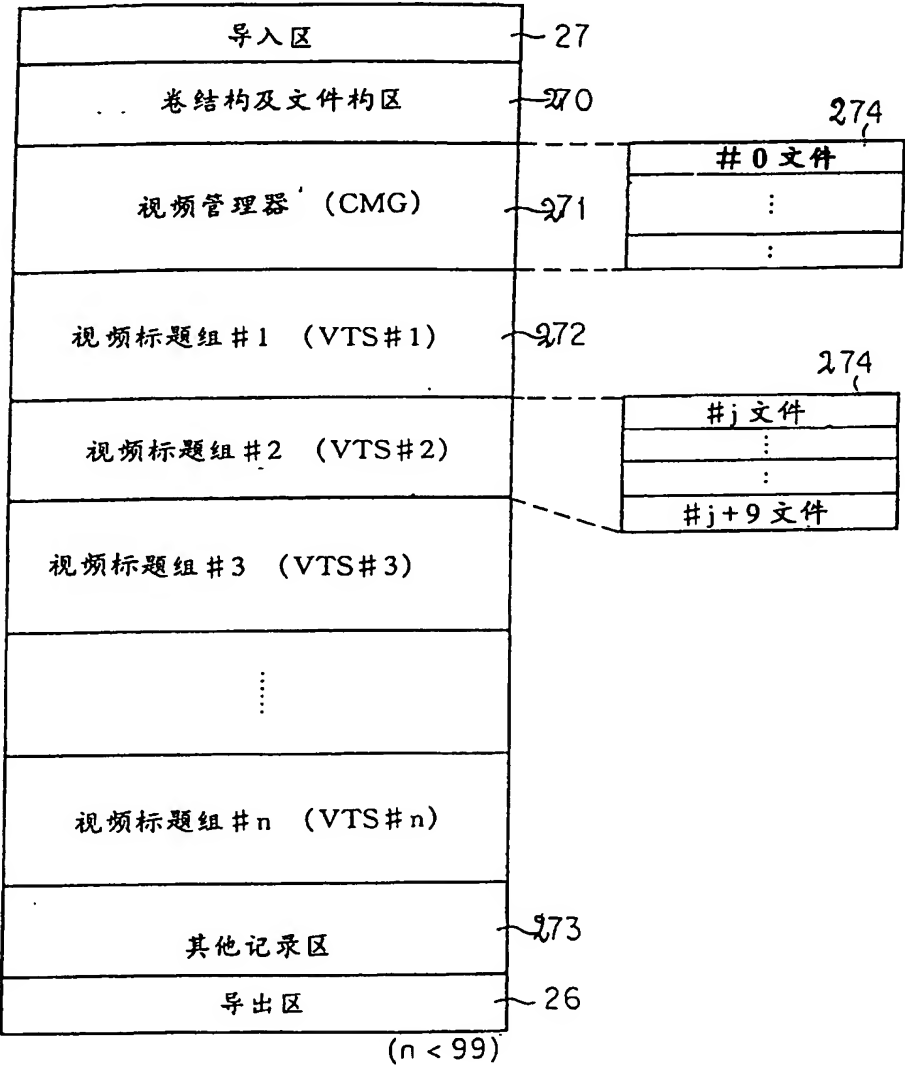 导入区
27
卷结构及文件构区
270
274
#0文件
⋮
⋮
视频管理器 (CMG)
271
视频标题组#1 (VTS#1)
272
274
#j文件
⋮
⋮
#j+9文件
视频标题组#2 (VTS#2)
视频标题组#3 (VTS#3)
⋮
视频标题组#n (VTS#n)
其他记录区
273
导出区
26
(n < 99)